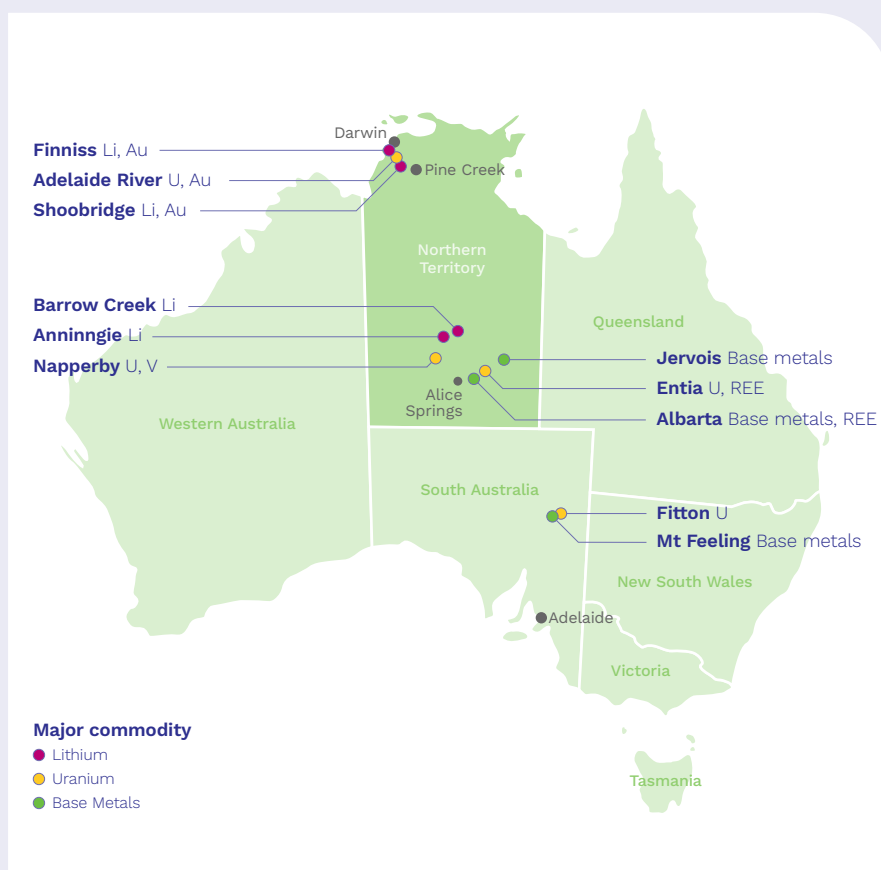 Darwin
Finniss Li, Au
Pine Creek
Adelaide River U, Au
Shoobridge Li, Au
Northern
Territory
Barrow Creek Li
Queensland
Anninngie Li
Napperby U, V
Jervois Base metals
Entia U, REE
Alice
Springs
Albarta Base metals, REE
Western Australia
South Australia
Fitton U
Mt Feeling Base metals
New South Wales
Adelaide
Victoria
Major commodity
Lithium
Uranium
Base Metals
Tasmania